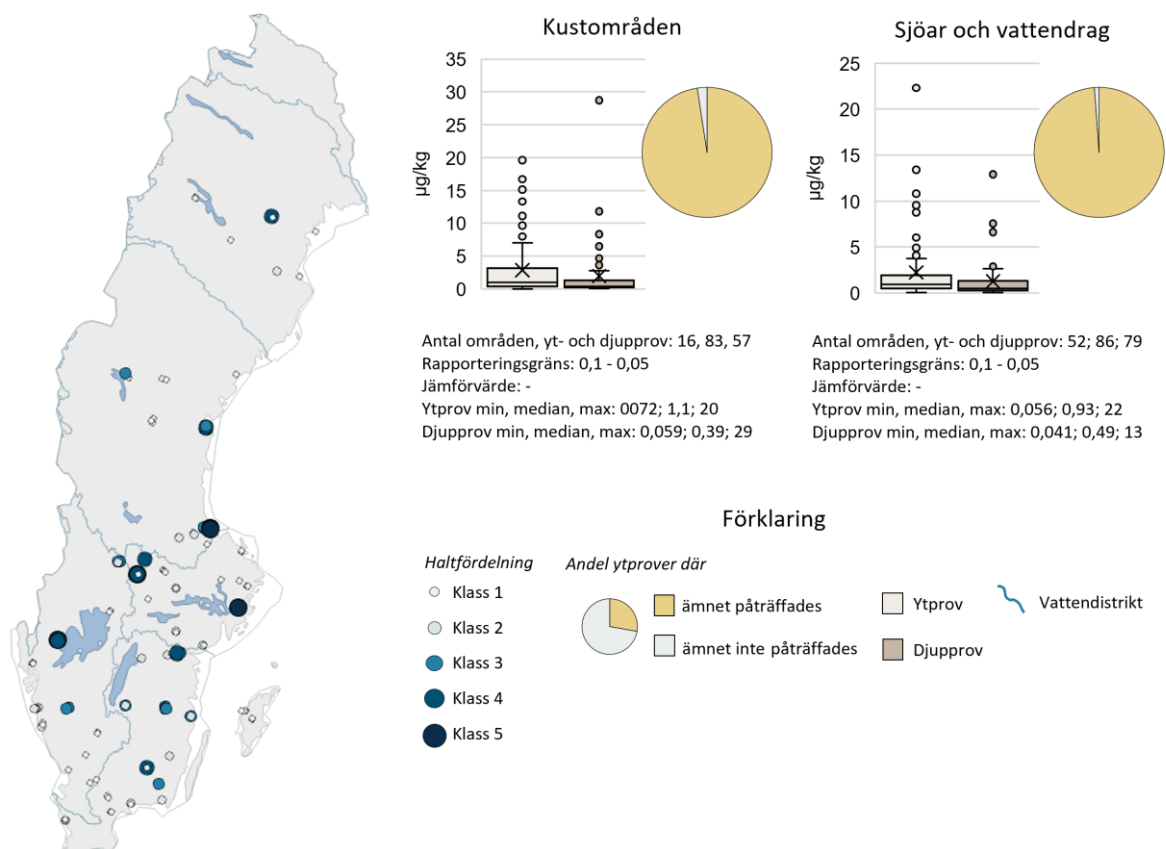 Kustområden
35
30
25
20
15
10
5
0
µg/kg
Antal områden, yt- och djupprov: 16, 83, 57
Rapporteringsgräns: 0,1 - 0,05
Jämförvärde: -
Ytprov min, median, max: 0072; 1,1; 20
Djupprov min, median, max: 0,059; 0,39; 29
Sjöar och vattendrag
25
20
15
10
5
0
µg/kg
Antal områden, yt- och djupprov: 52; 86; 79
Rapporteringsgräns: 0,1 - 0,05
Jämförvärde: -
Ytprov min, median, max: 0,056; 0,93; 22
Djupprov min, median, max: 0,041; 0,49; 13
Förklaring
Haltfördelning
Klass 1
Klass 2
Klass 3
Klass 4
Klass 5
Andel ytprover där
ämnet påträffades
ämnet inte påträffades
Ytprov
Djupprov
Vattendistrikt